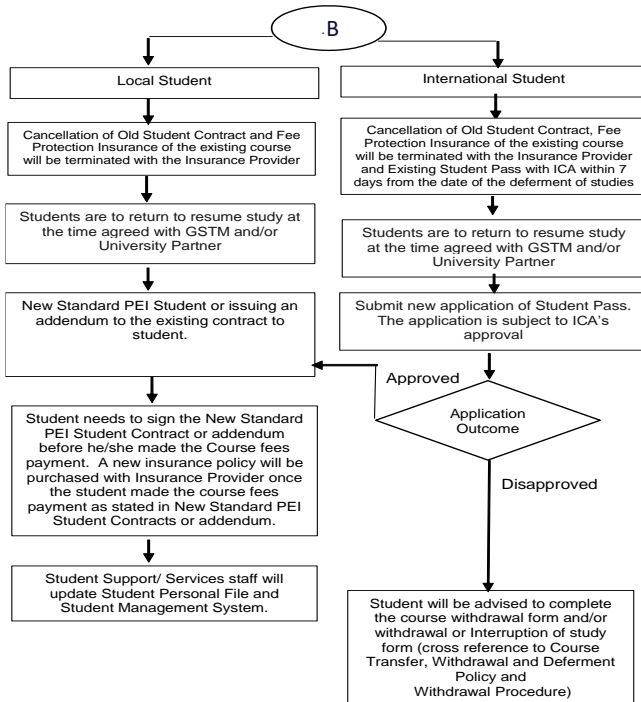 .B
Local Student
International Student
Cancellation of Old Student Contract and Fee
Protection Insurance of the existing course
will be terminated with the Insurance Provider
Cancellation of Old Student Contract, Fee
Protection Insurance of the existing course
will be terminated with the Insurance Provider
and Existing Student Pass with ICA within 7
days from the date of the deferment of studies
Students are to return to resume study at
the time agreed with GSTM and/or
University Partner
Students are to return to resume study
at the time agreed with GSTM and/or
University Partner
New Standard PEI Student or issuing an
addendum to the existing contract to
student.
Submit new application of Student Pass.
The application is subject to ICA's
approval
Approved
Application
Outcome
Disapproved
Student needs to sign the New Standard
PEI Student Contract or addendum
before he/she made the Course fees
payment. A new insurance policy will be
purchased with Insurance Provider once
the student made the course fees
payment as stated in New Standard PEI
Student Contracts or addendum.
Student Support/ Services staff will
update Student Personal File and
Student Management System.
Student will be advised to complete
the course withdrawal form and/or
withdrawal or Interruption of study
form (cross reference to Course
Transfer, Withdrawal and Deferment
Policy and
Withdrawal Procedure)